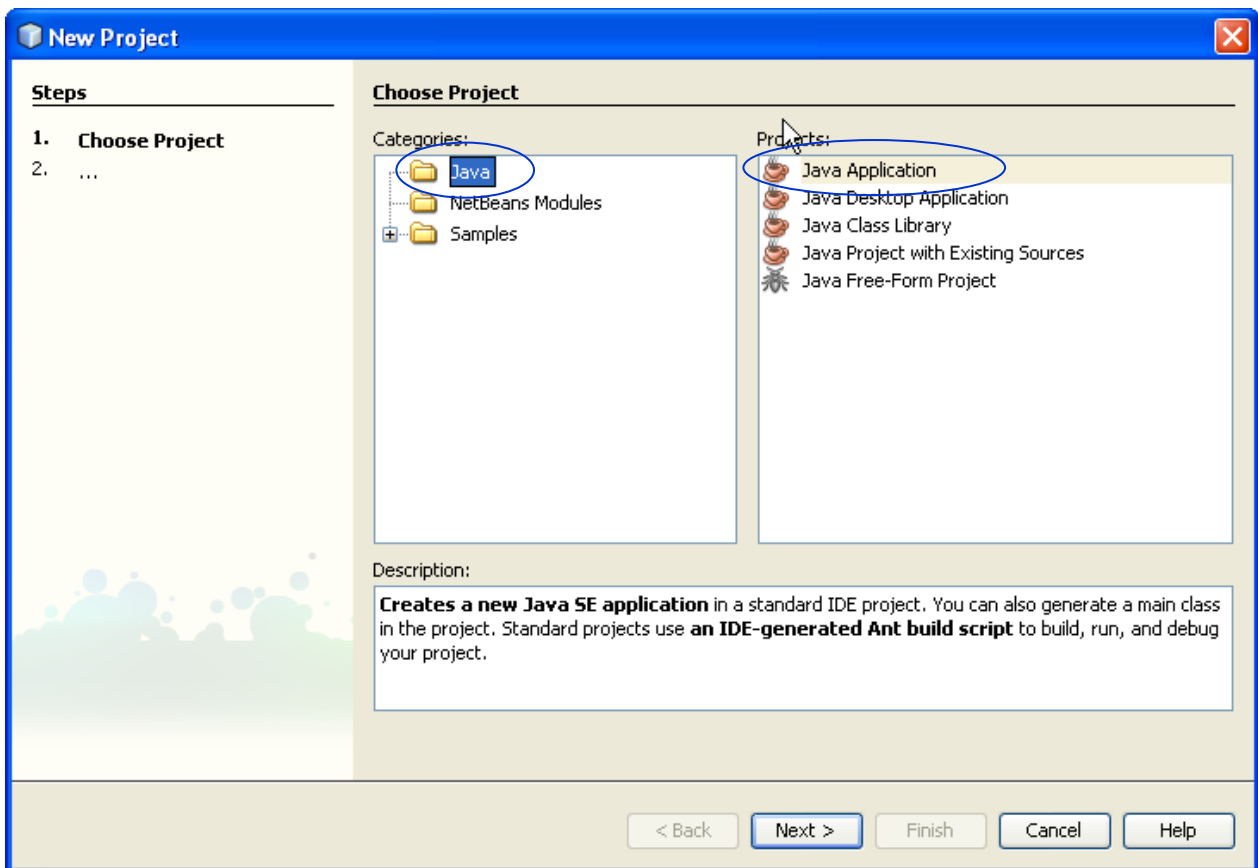 New Project
Steps
1. Choose Project
2. ...
Choose Project
Categories:
Java
NetBeans Modules
Samples
Projects:
Java Application
Java Desktop Application
Java Class Library
Java Project with Existing Sources
Java Free-Form Project
Description:
Creates a new Java SE application in a standard IDE project. You can also generate a main class
in the project. Standard projects use an IDE-generated Ant build script to build, run, and debug
your project.
< Back Next > Finish Cancel Help